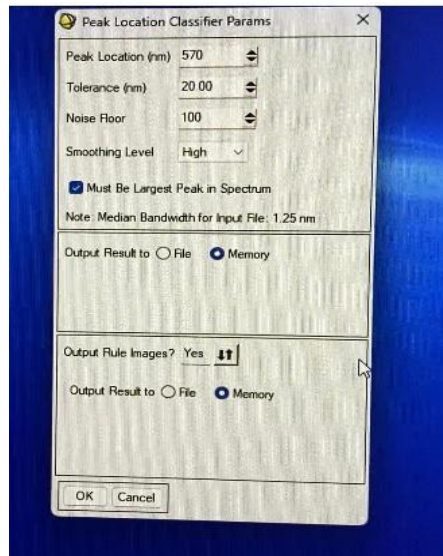 Peak Location Classifier Params
Peak Location (nm) 570
Tolerance (nm) 20.00
Noise Floor 100
Smoothing Level High
Must Be Largest Peak in Spectrum
Note: Median Bandwidth for Input File: 1.25 nm
Output Result to File Memory
Output Rule Images? Yes
Output Result to File Memory
OK Cancel